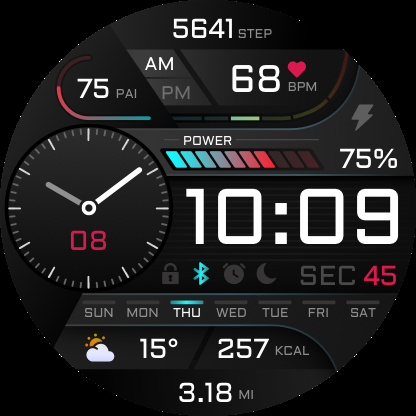 5641 STEP
AM
75 PAI
PM
68 BPM
POWER
75%
10:09
08
SEC 45
SUN MON THU WED TUE FRI SAT
15° 257 KCAL
3.18 MI